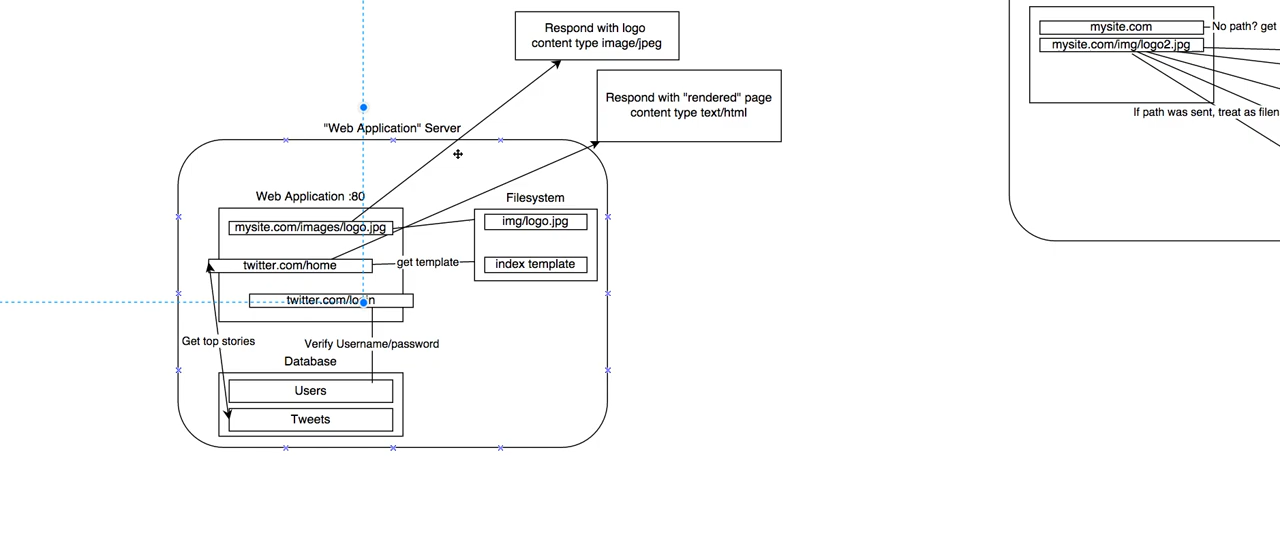 Respond with logo
content type image/jpeg
Respond with "rendered" page
content type text/html
"Web Application" Server
Web Application :80
mysite.com/images/logo.jpg
twitter.com/home
twitter.com/login
get template
Filesystem
img/logo.jpg
index template
Get top stories
Verify Username/password
Database
Users
Tweets
mysite.com
mysite.com/img/logo2.jpg
No path? get
If path was sent, treat as